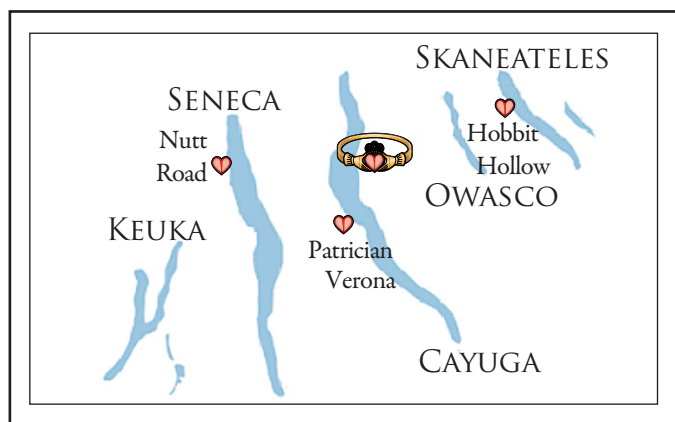 SKANEATELES
SENECA
Nutt
Road
Hobbit
Hollow
OWASCO
KEUKA
Patrician
Verona
CAYUGA